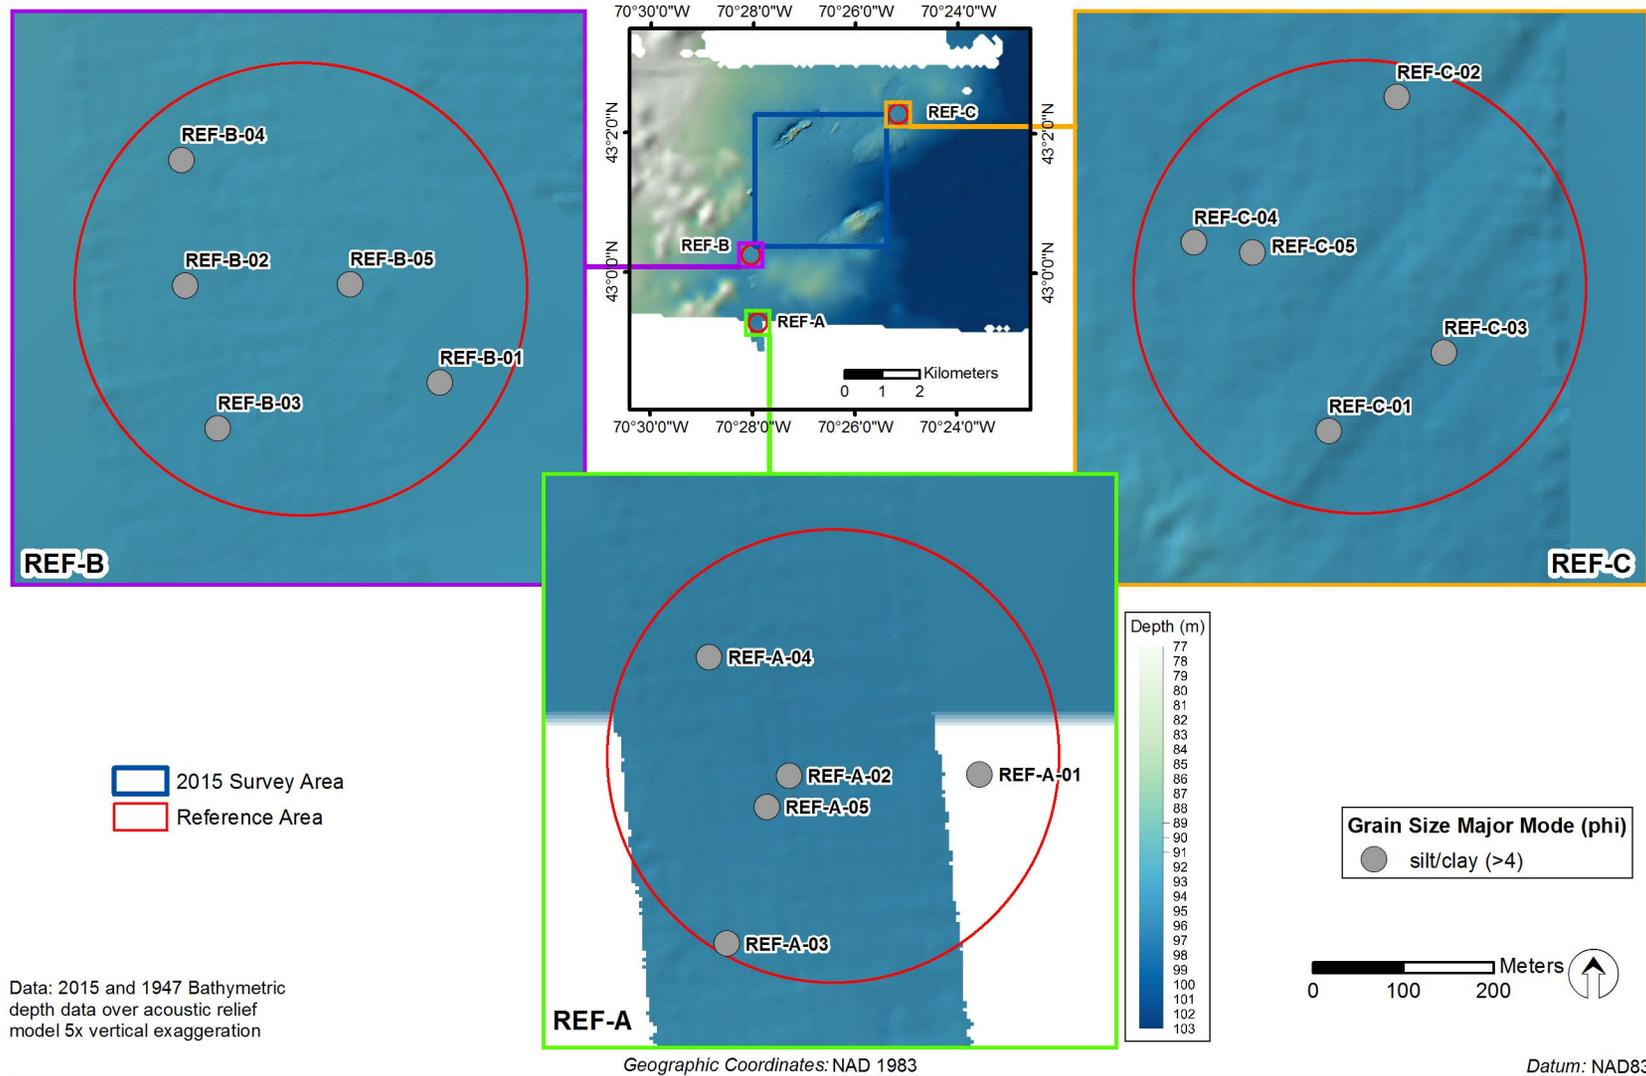 70°30'0"W 70°28'0"W 70°26'0"W 70°24'0"W
43°2'0"N
43°0'0"N
43°2'0"N
43°0'0"N
REF-C
REF-B
REF-A
Kilometers
0 1 2
70°30'0"W 70°28'0"W 70°26'0"W 70°24'0"W
REF-B-04
REF-B-02
REF-B-05
REF-B-01
REF-B-03
REF-B
REF-C-02
REF-C-04
REF-C-05
REF-C-03
REF-C-01
REF-C
REF-A-04
REF-A-02
REF-A-01
REF-A-05
REF-A-03
REF-A
Depth (m)
77
78
79
80
81
82
83
84
85
86
87
88
89
90
91
92
93
94
95
96
97
98
99
100
101
102
103
2015 Survey Area
Reference Area
Grain Size Major Mode (phi)
silt/clay (>4)
Meters
0 100 200
Data: 2015 and 1947 Bathymetric
depth data over acoustic relief
model 5x vertical exaggeration
Geographic Coordinates: NAD 1983
Datum: NAD83